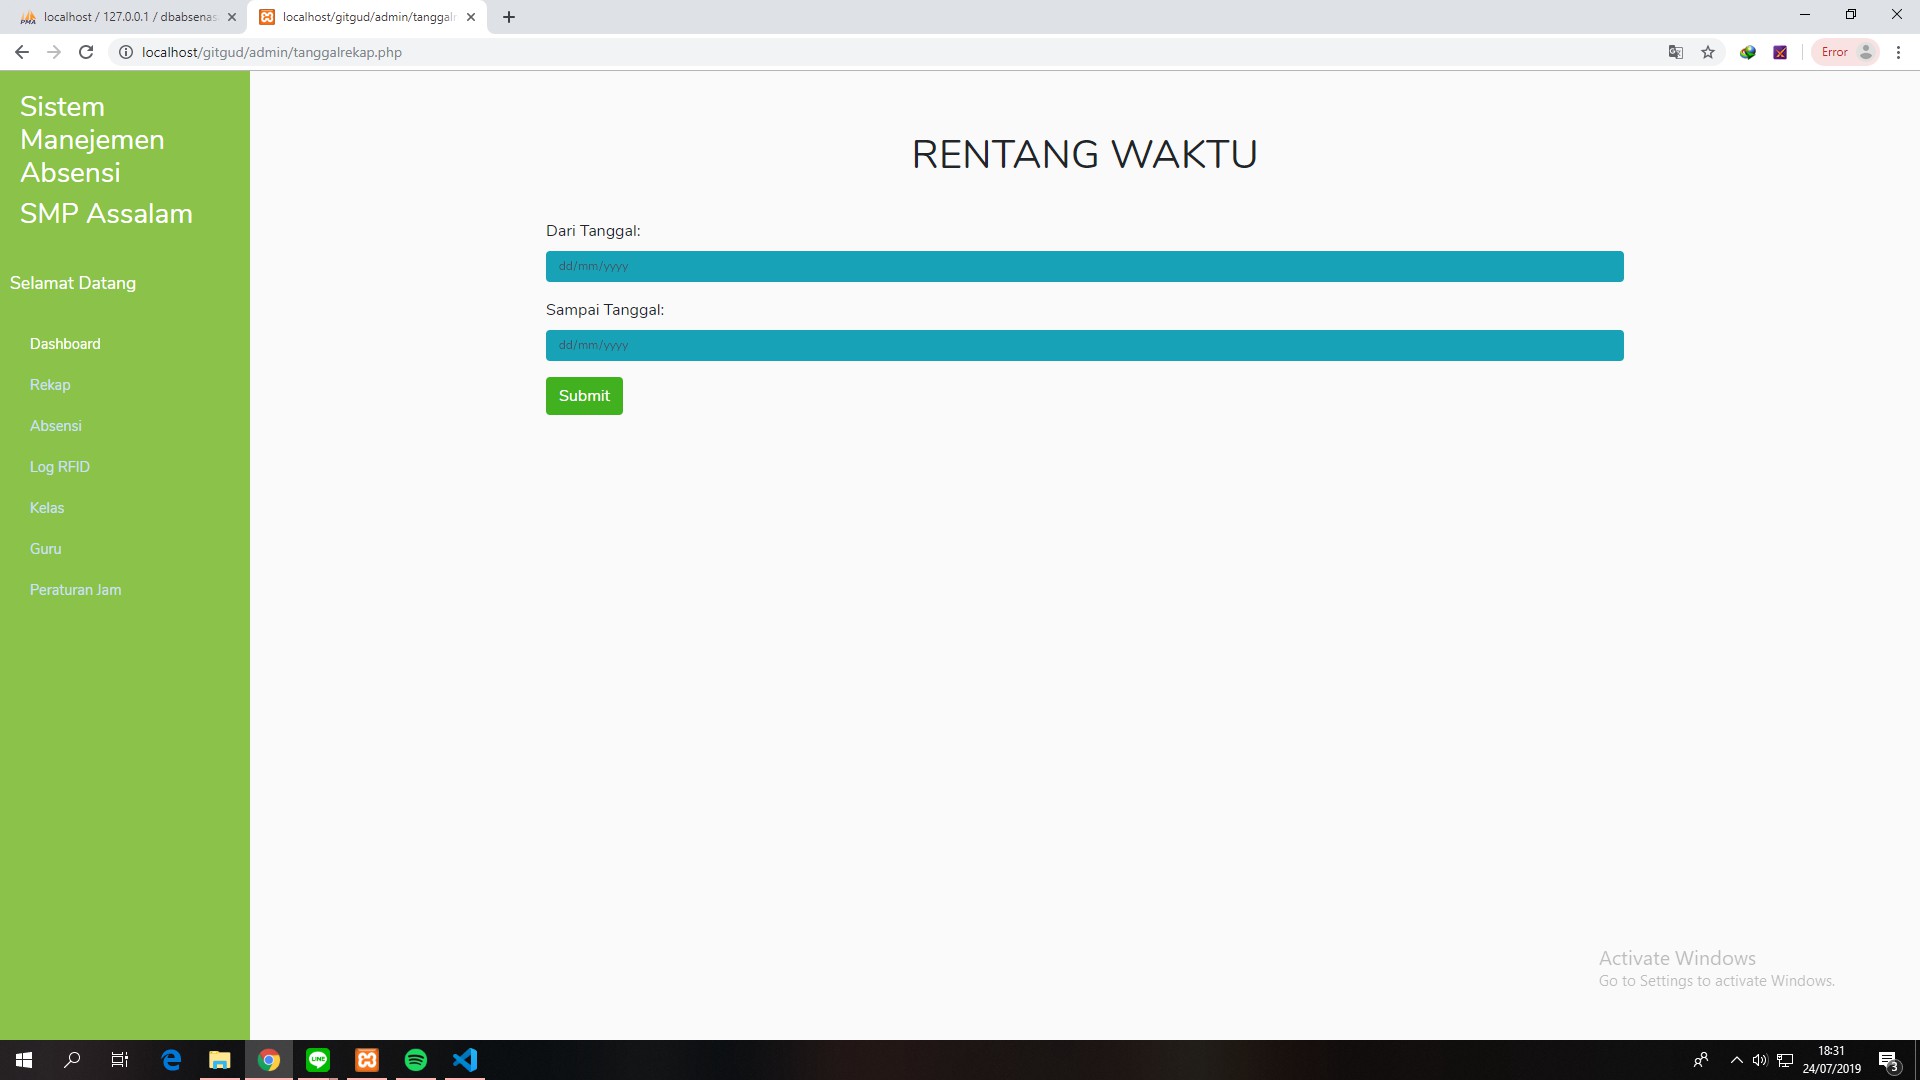 localhost / 127.0.0.1 / dbabsenas
localhost/gitgud/admin/tanggalr
localhost/gitgud/admin/tanggalrekap.php
Error
Sistem
Manejemen
Absensi
SMP Assalam
Selamat Datang
Dashboard
Rekap
Absensi
Log RFID
Kelas
Guru
Peraturan Jam
RENTANG WAKTU
Dari Tanggal:
dd/mm/yyyy
Sampai Tanggal:
dd/mm/yyyy
Submit
Activate Windows
Go to Settings to activate Windows.
LINE
18:31
24/07/2019
3